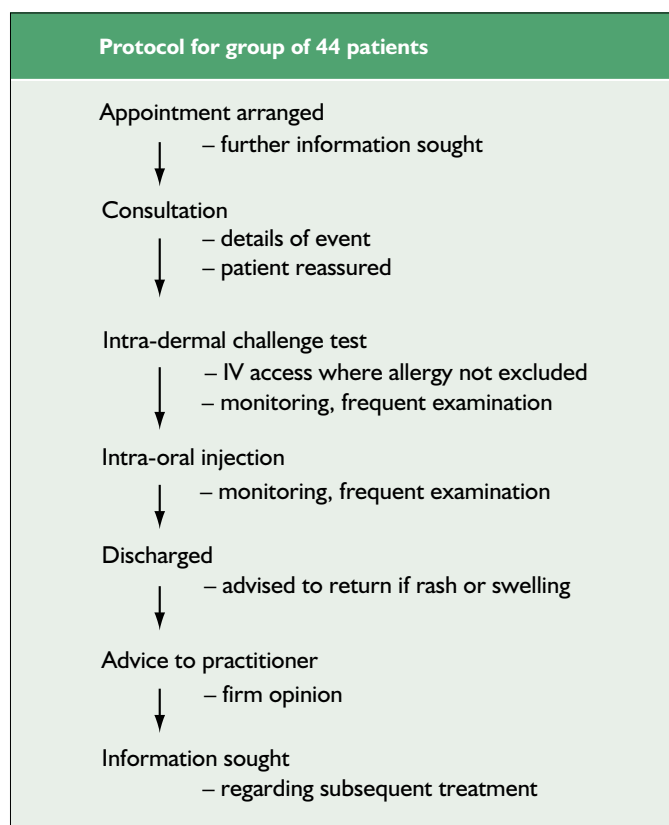 Protocol for group of 44 patients
Appointment arranged
– further information sought
Consultation
– details of event
– patient reassured
Intra-dermal challenge test
– IV access where allergy not excluded
– monitoring, frequent examination
Intra-oral injection
– monitoring, frequent examination
Discharged
– advised to return if rash or swelling
Advice to practitioner
– firm opinion
Information sought
– regarding subsequent treatment